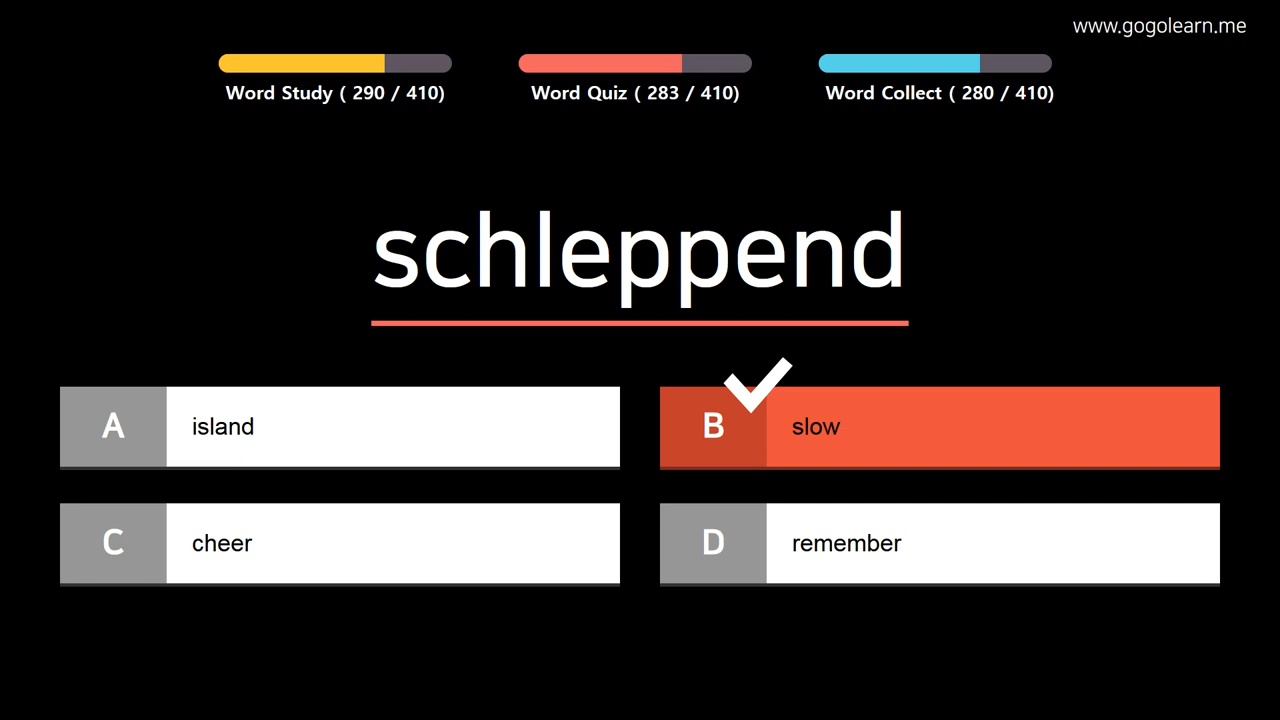 www.gogolearn.me
Word Study ( 290 / 410)
Word Quiz ( 283 / 410)
Word Collect ( 280 / 410)
schleppend
A island
B slow
C cheer
D remember